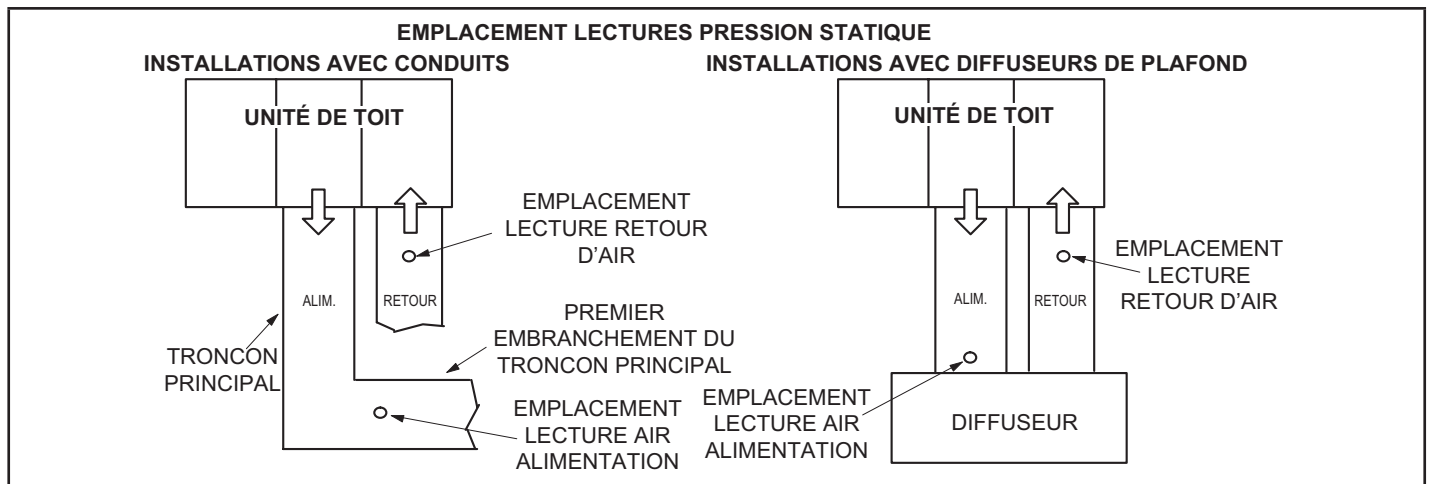 EMPLACEMENT LECTURES PRESSION STATIQUE
INSTALLATIONS AVEC CONDUITS
UNITÉ DE TOIT
EMPLACEMENT
LECTURE RETOUR
D'AIR
ALIM.
RETOUR
TRONCON
PRINCIPAL
PREMIER
EMBRANCHEMENT DU
TRONCON PRINCIPAL
EMPLACEMENT
LECTURE AIR
ALIMENTATION
INSTALLATIONS AVEC DIFFUSEURS DE PLAFOND
UNITÉ DE TOIT
EMPLACEMENT
LECTURE
RETOUR D'AIR
ALIM.
RETOUR
EMPLACEMENT
LECTURE AIR
ALIMENTATION
DIFFUSEUR